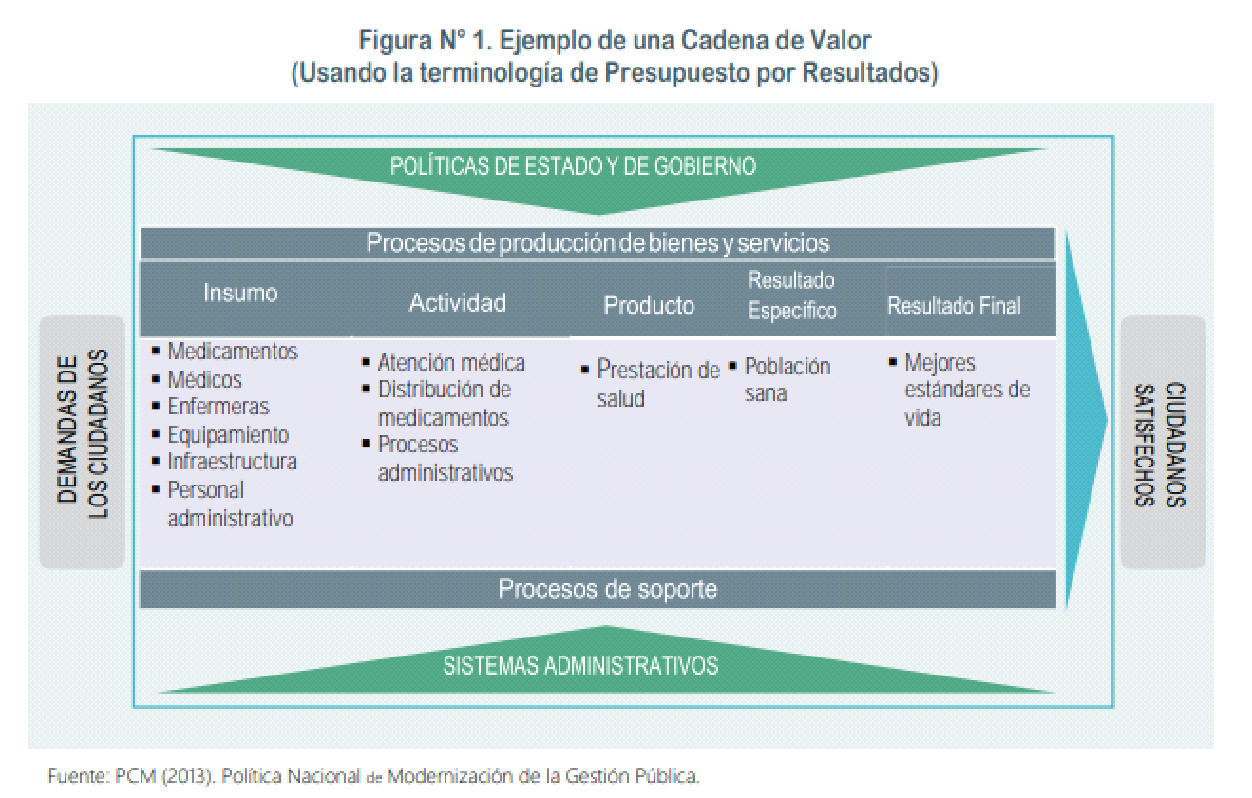 Figura N° 1. Ejemplo de una Cadena de Valor
(Usando la terminología de Presupuesto por Resultados)
POLÍTICAS DE ESTADO Y DE GOBIERNO
DEMANDAS DE
LOS CIUDADANOS
Procesos de producción de bienes y servicios
Insumo
▪ Medicamentos
▪ Médicos
▪ Enfermeras
▪ Equipamiento
▪ Infraestructura
▪ Personal
administrativo
Actividad
▪ Atención médica
▪ Distribución de
medicamentos
▪ Procesos
administrativos
Producto
▪ Prestación de
salud
Resultado
Específico
▪ Población
sana
Resultado Final
▪ Mejores
estándares de
vida
Procesos de soporte
SISTEMAS ADMINISTRATIVOS
CIUDADANOS
SATISFECHOS
Fuente: PCM (2013). Política Nacional de Modernización de la Gestión Pública.